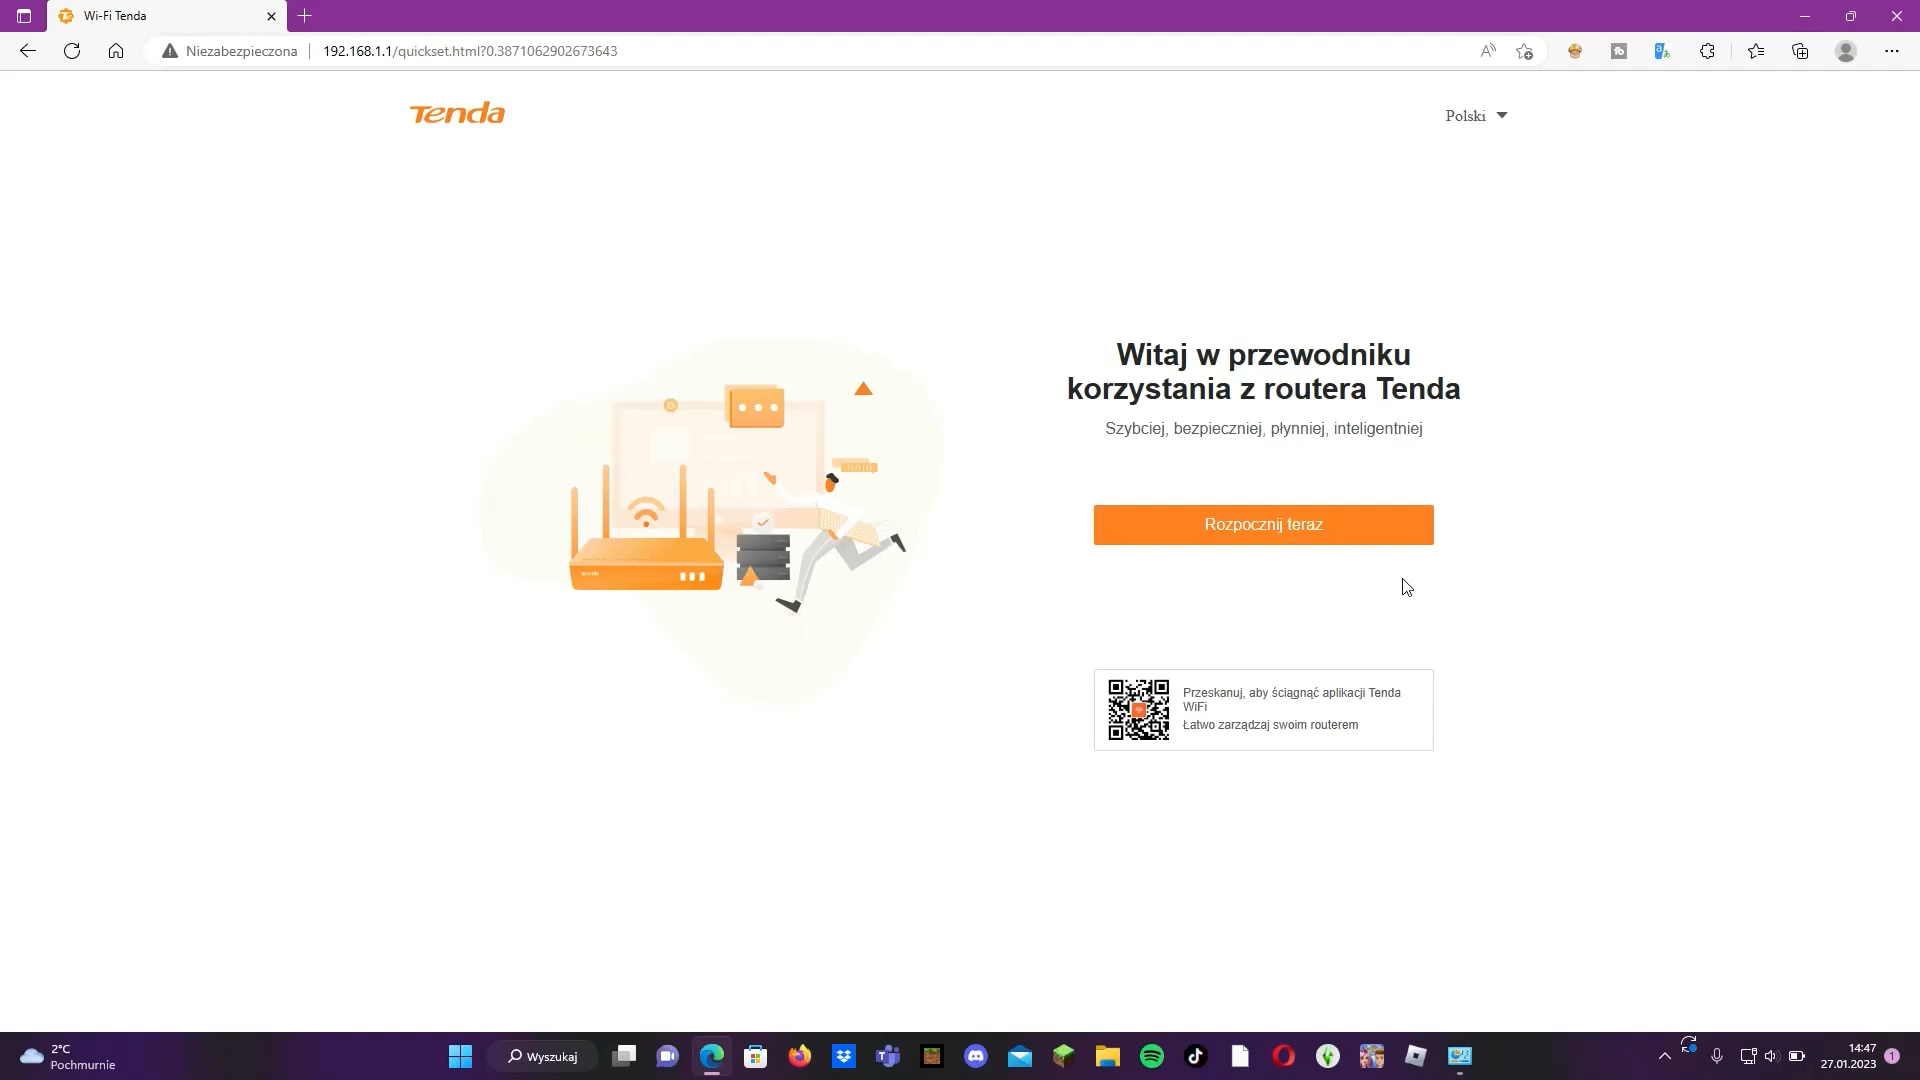 Wi-Fi Tenda
Niezabezpieczona
192.168.1.1/quickset.html?0.3871062902673643
Tenda
Polski
Witaj w przewodniku
korzystania z routera Tenda
Szybciej, bezpieczniej, płynniej, inteligentniej
Rozpocznij teraz
Przeskanuj, aby ściągnąć aplikacji Tenda
WiFi
Łatwo zarządzaj swoim routerem
2°C
Pochmurnie
Wyszukaj
14:47
27.01.2023
1